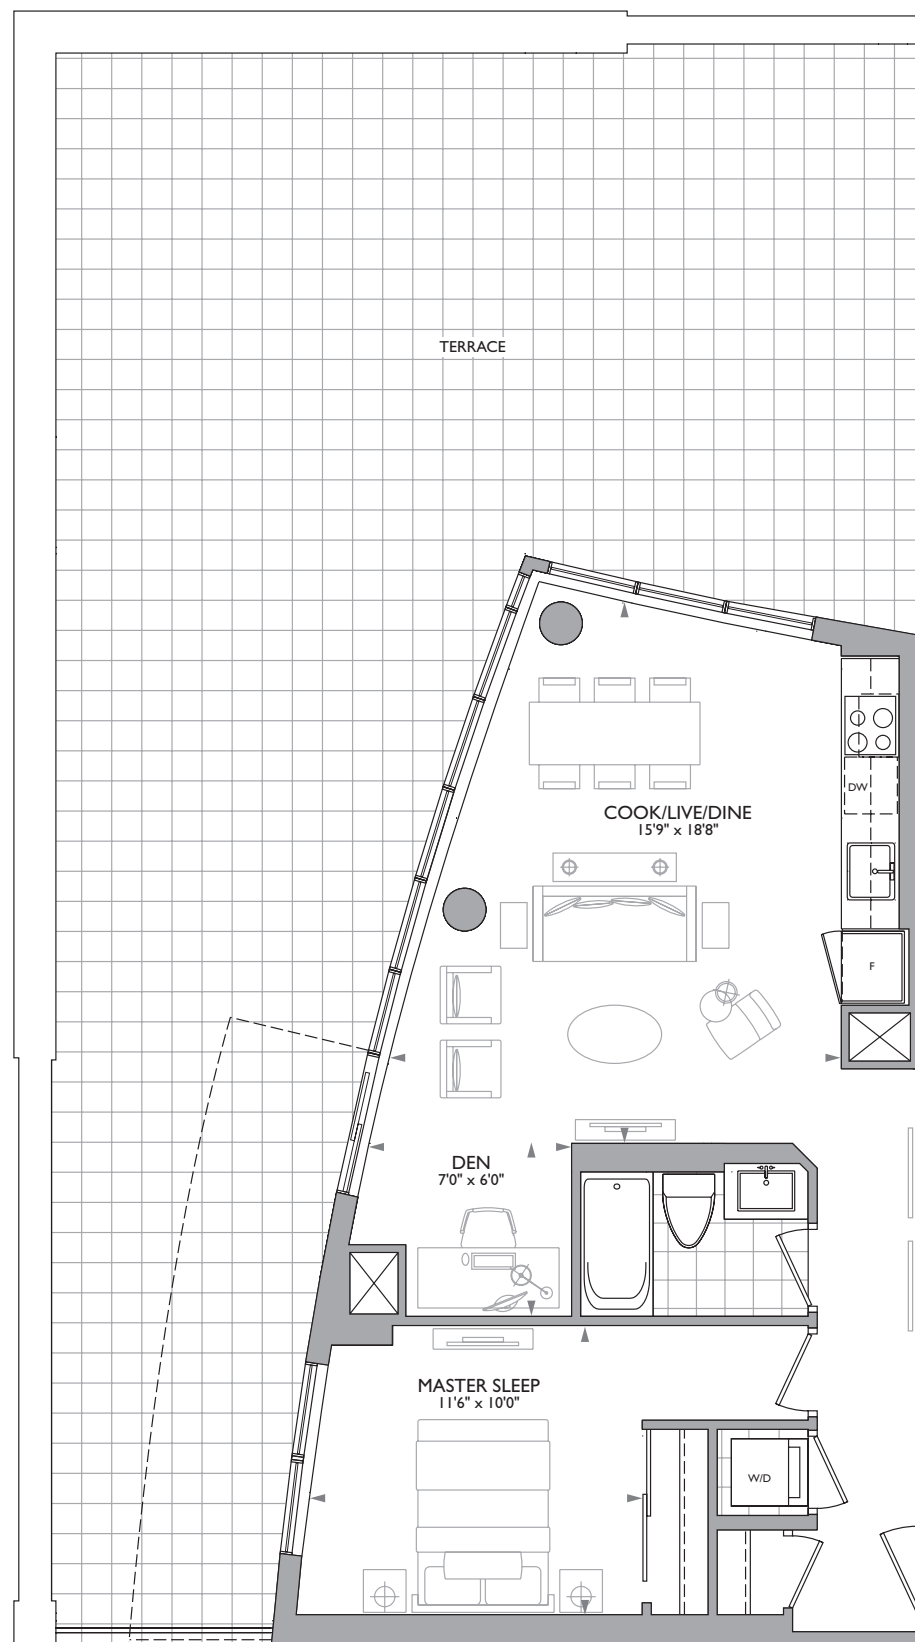 TERRACE
COOK/LIVE/DINE
15'9" x 18'8"
DW
F
DEN
7'0" x 6'0"
MASTER SLEEP
11'6" x 10'0"
W/D